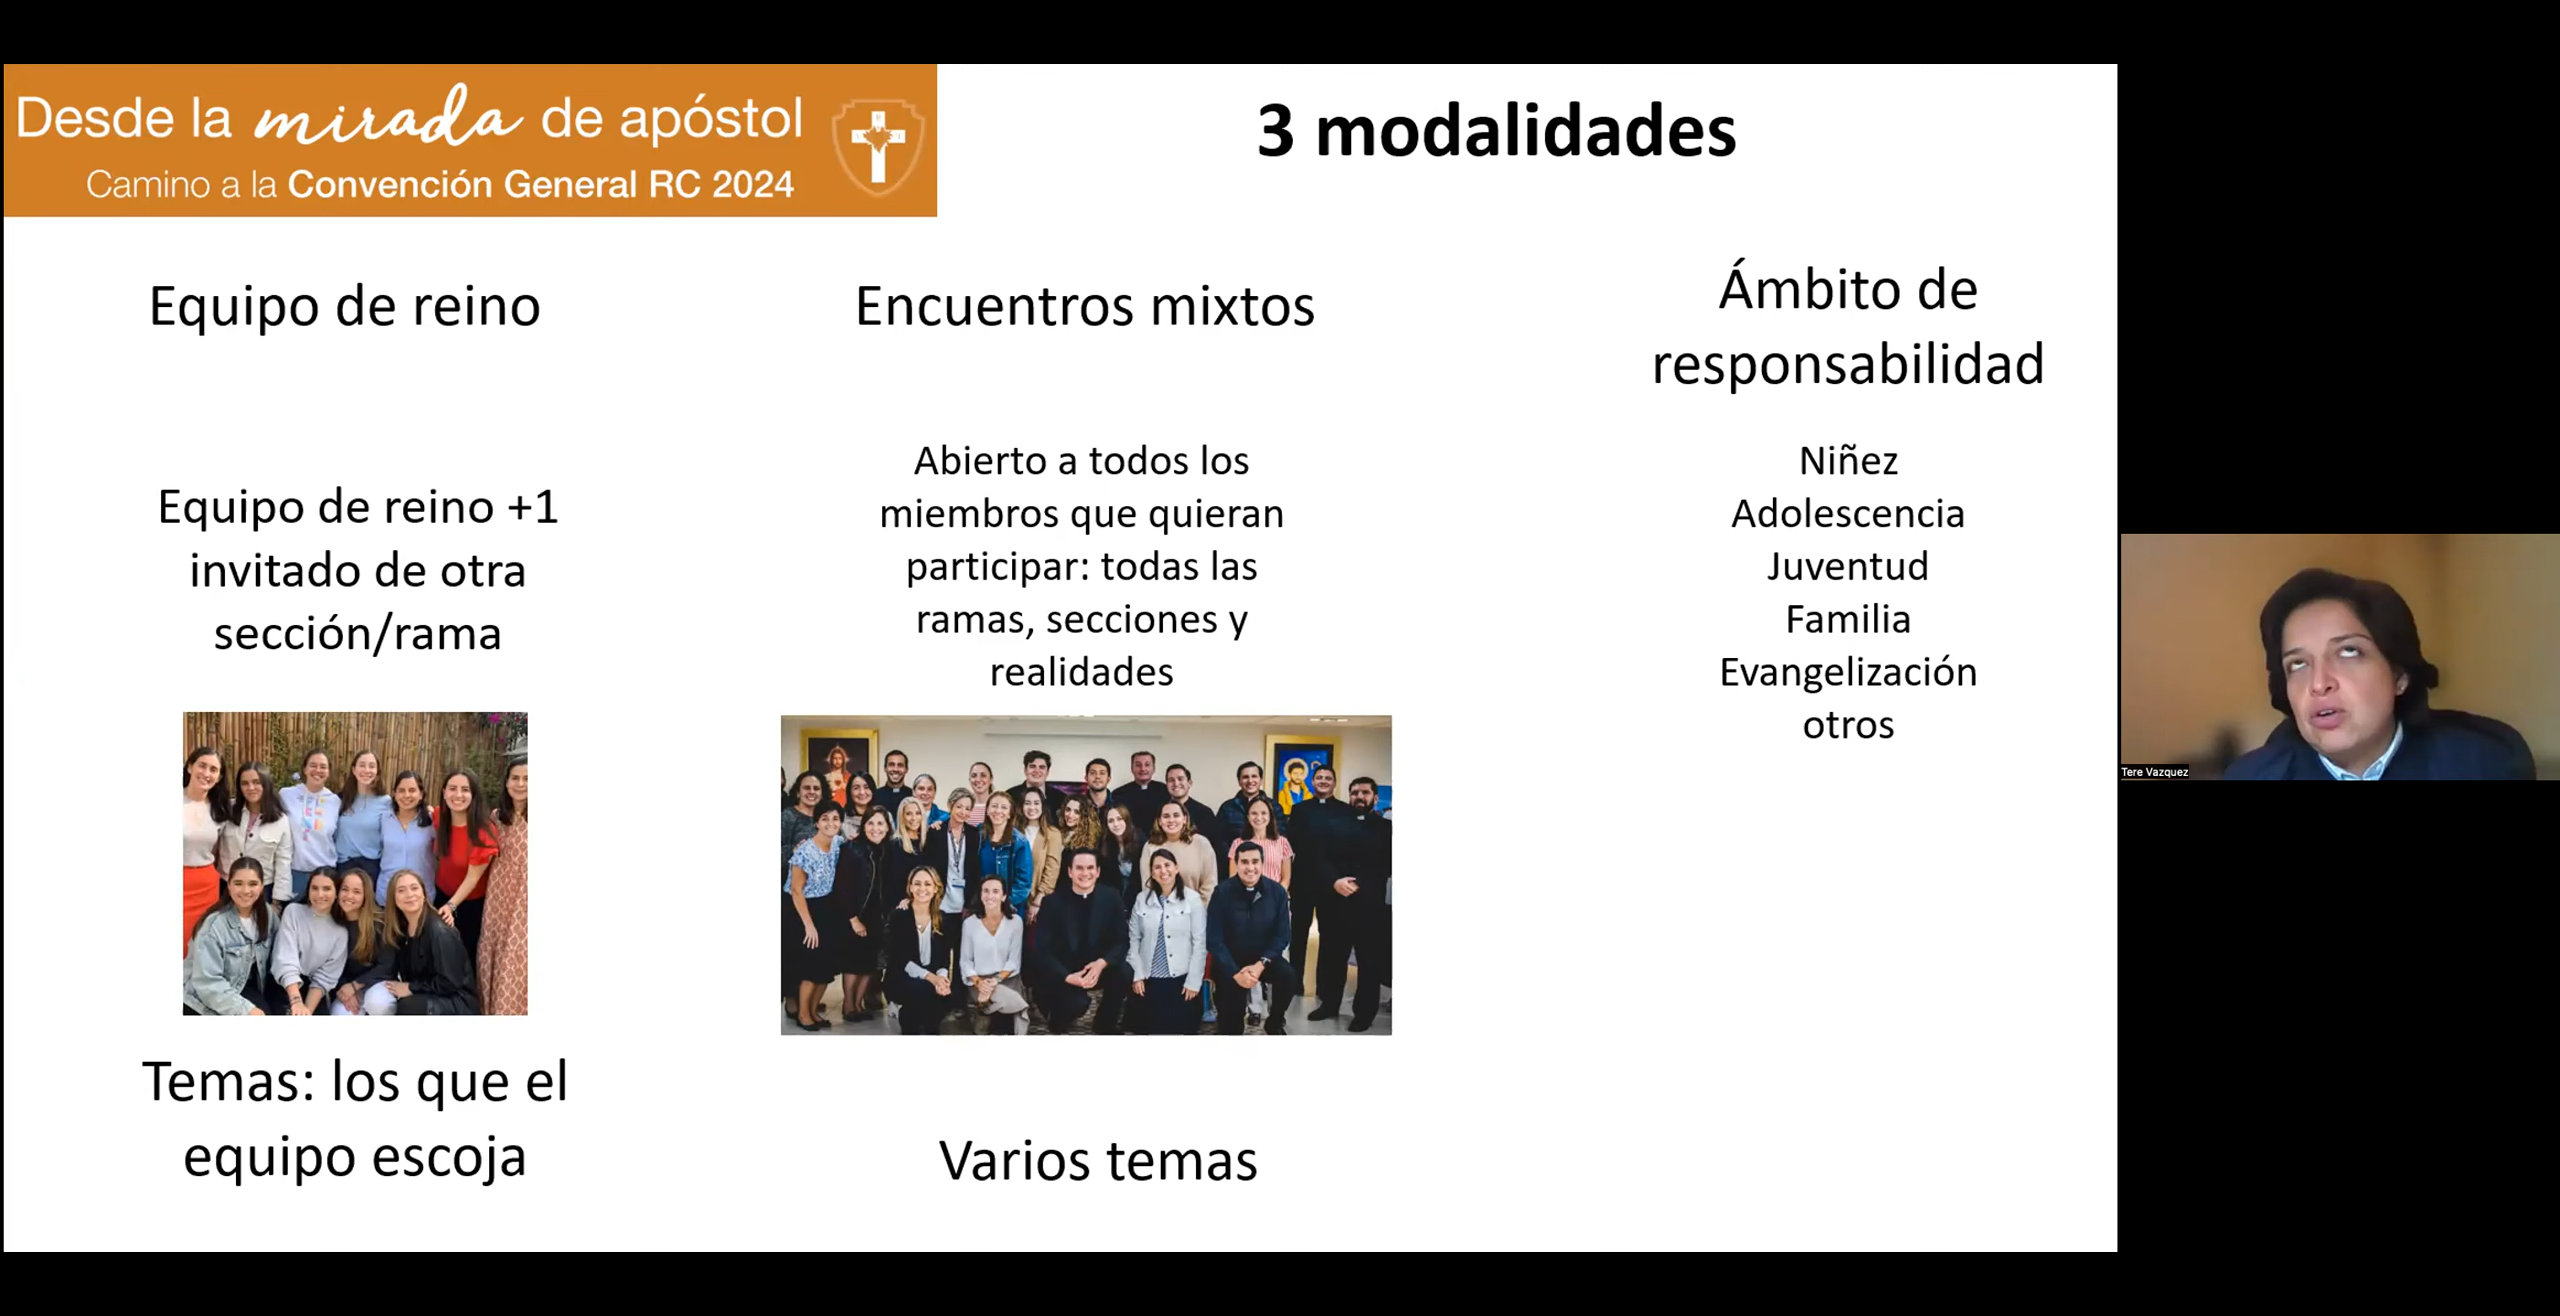 Desde la mirada de apóstol
Camino a la Convención General RC 2024
3 modalidades
Equipo de reino
Equipo de reino +1
invitado de otra
sección/rama
Temas: los que el
equipo escoja
Encuentros mixtos
Abierto a todos los
miembros que quieran
participar: todas las
ramas, secciones y
realidades
Varios temas
Ámbito de
responsabilidad
Niñez
Adolescencia
Juventud
Familia
Evangelización
otros
Tere Vazquez